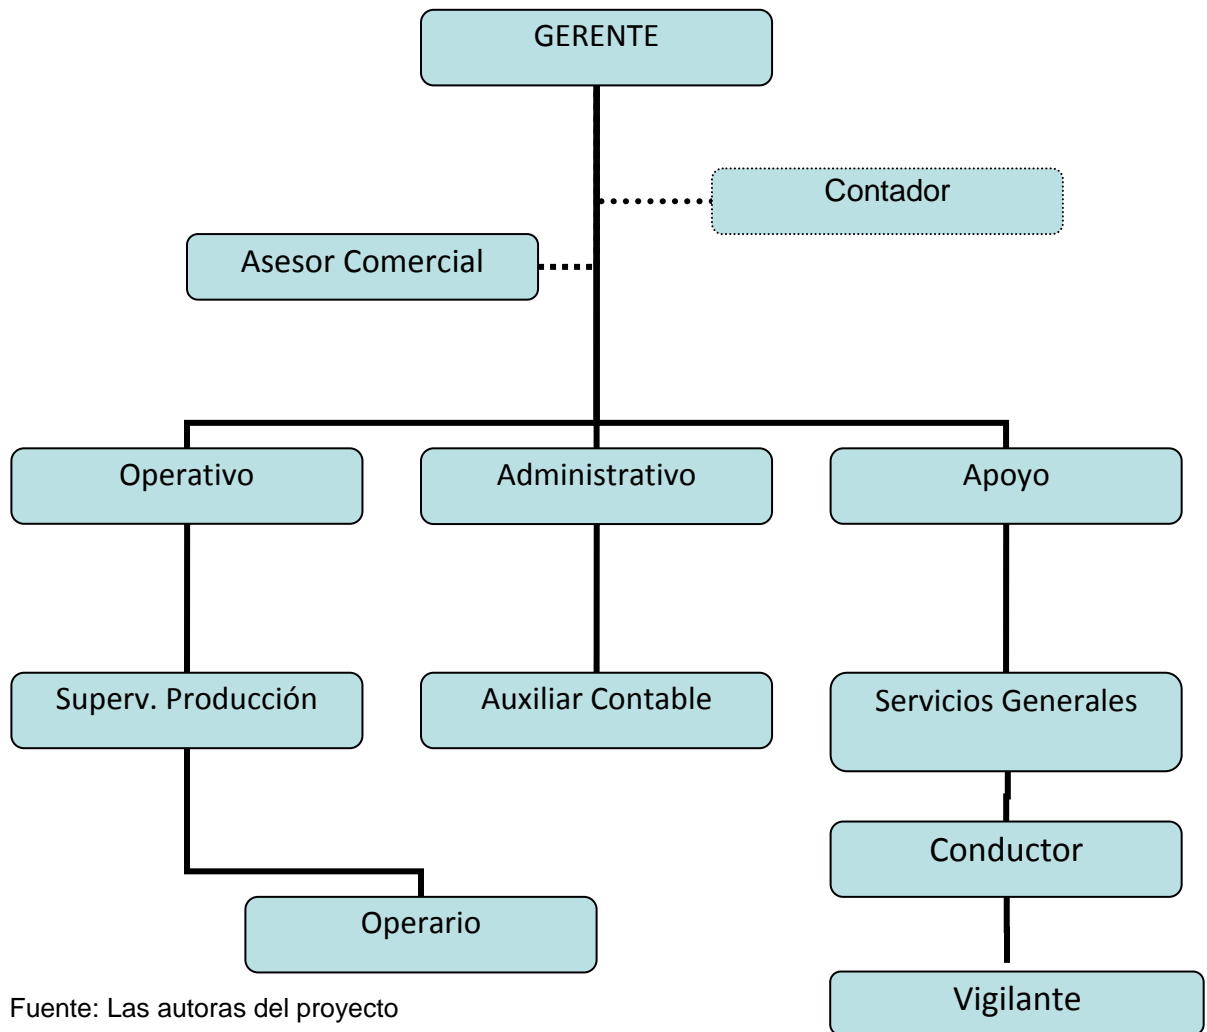 GERENTE
Contador
Asesor Comercial
Operativo
Administrativo
Apoyo
Superv. Producción
Auxiliar Contable
Servicios Generales
Conductor
Operario
Vigilante
Fuente: Las autoras del proyecto